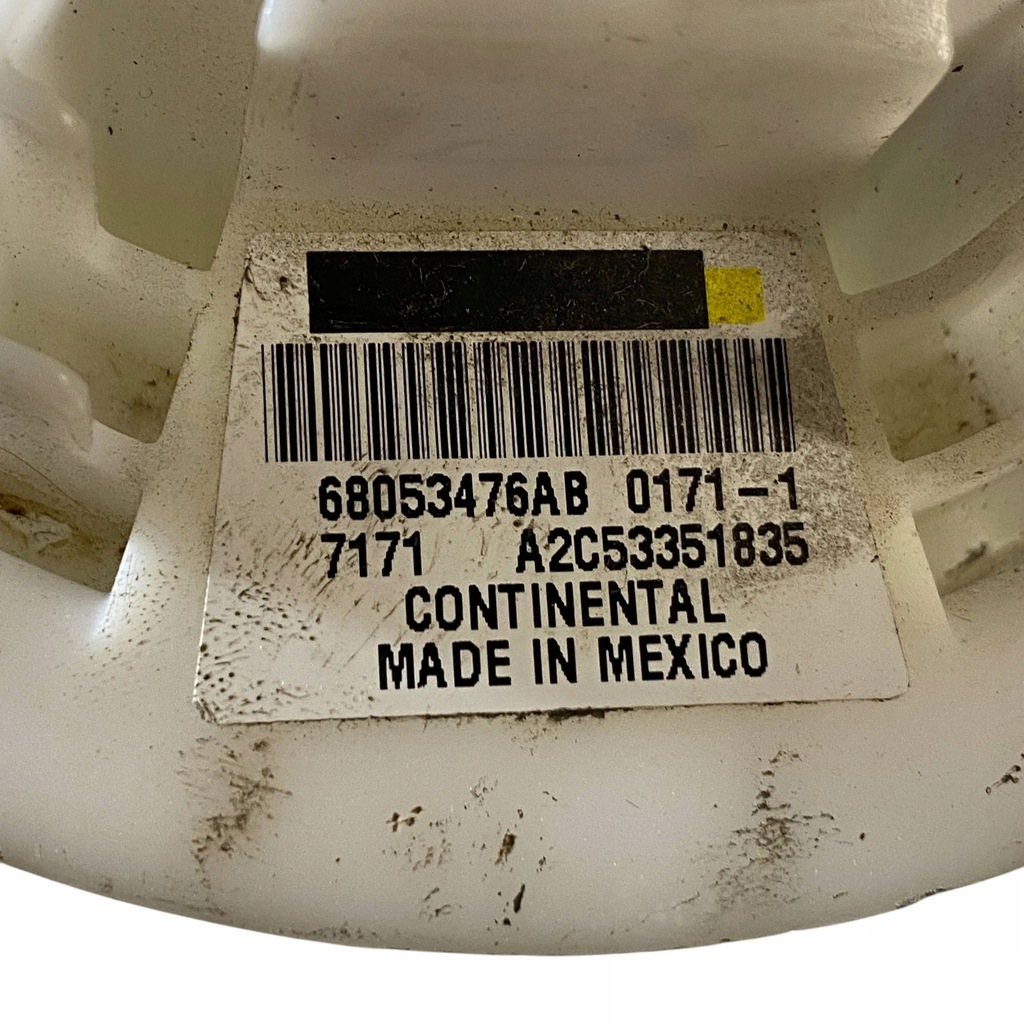 68053476AB 0171-1
7171 A2C53351835
CONTINENTAL
MADE IN MEXICO